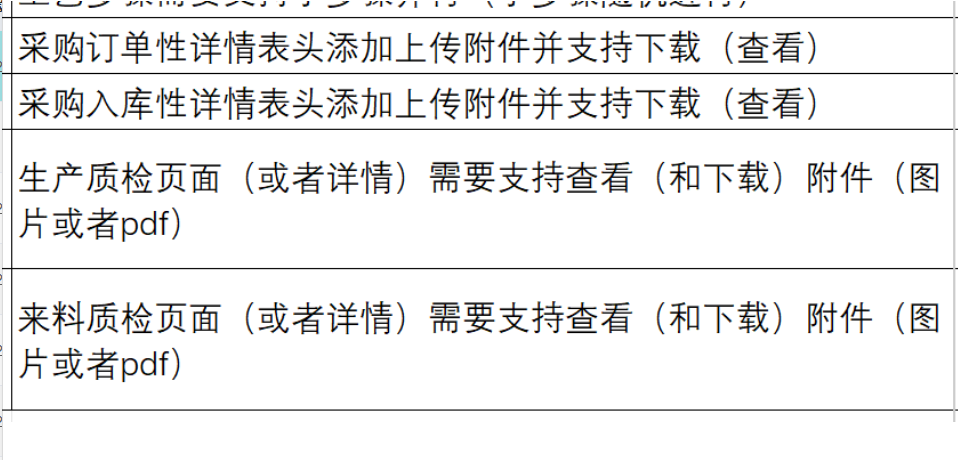 采购订单性详情表头添加上传附件并支持下载（查看）
采购入库性详情表头添加上传附件并支持下载（查看）
生产质检页面（或者详情）需要支持查看（和下载）附件（图
片或者pdf）
来料质检页面（或者详情）需要支持查看（和下载）附件（图
片或者pdf）